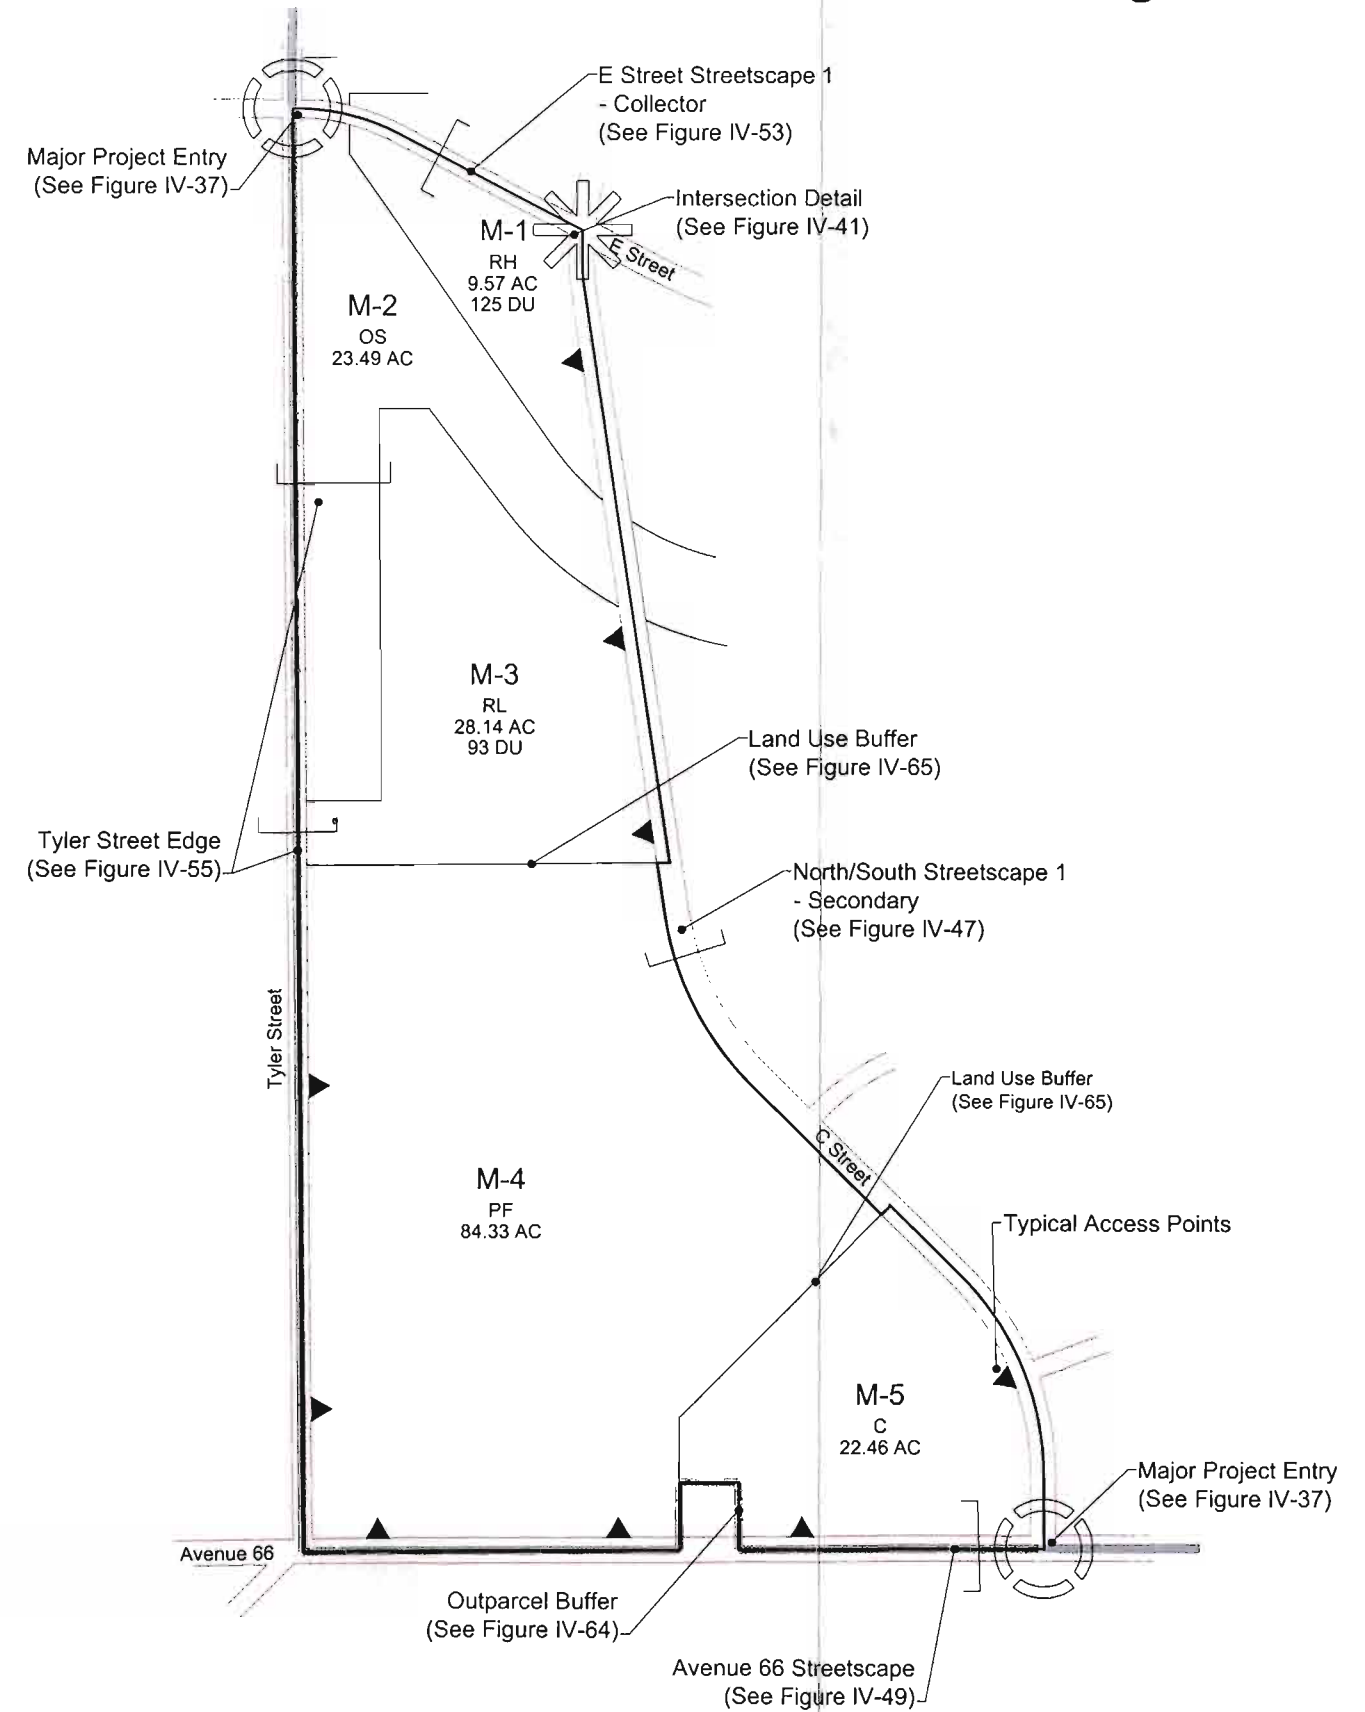 E Street Streetscape 1
- Collector
(See Figure IV-53)
Major Project Entry
(See Figure IV-37)
Intersection Detail
(See Figure IV-41)
M-1
RH
9.57 AC
125 DU
E Street
M-2
OS
23.49 AC
M-3
RL
28.14 AC
93 DU
Land Use Buffer
(See Figure IV-65)
Tyler Street Edge
(See Figure IV-55)
North/South Streetscape 1
- Secondary
(See Figure IV-47)
Tyler Street
Land Use Buffer
(See Figure IV-65)
C Street
M-4
PF
84.33 AC
Typical Access Points
M-5
C
22.46 AC
Major Project Entry
(See Figure IV-37)
Avenue 66
Outparcel Buffer
(See Figure IV-64)
Avenue 66 Streetscape
(See Figure IV-49)